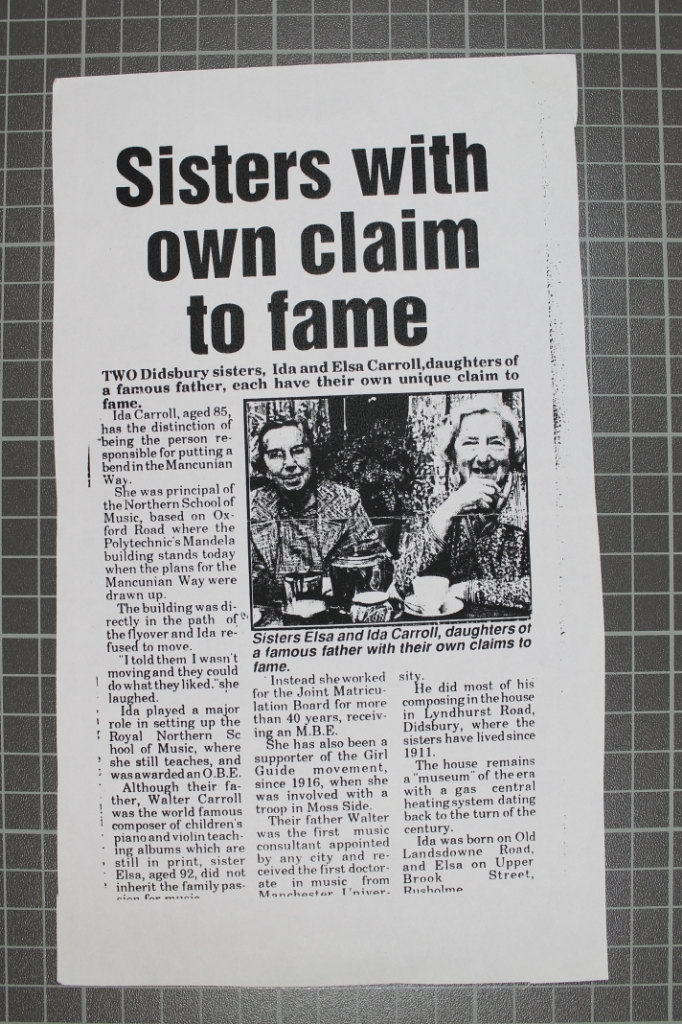 Sisters with
own claim
to fame
TWO Didsbury sisters, Ida and Elsa Carroll,daughters of
a famous father, each have their own unique claim to
fame.
Ida Carroll, aged 85,
has the distinction of
being the person re-
sponsible for putting a
bend in the Mancunian
Way.
She was principal of
the Northern School of
Music, based on Ox-
ford Road where the
Polytechnic's Mandela
building stands today
when the plans for the
Mancunian Way were
drawn up.
The building was di-
rectly in the path of
the flyover and Ida re-
fused to move.
"I told them I wasn't
moving and they could
do what they liked."she
laughed.
Ida played a major
role in setting up the
Royal Northern Sc
hool of Music, where
she still teaches, and
was awarded an O.B.E.
Although their fa-
ther, Walter Carroll
was the world famous
composer of children's
piano and violin teach-
ing albums which are
still in print, sister
Elsa, aged 92, did not
inherit the family pas-
sion for music.
Sisters Elsa and Ida Carroll, daughters of
a famous father with their own claims to
fame.
Instead she worked
for the Joint Matricu-
lation Board for more
than 40 years, receiv-
ing an M.B.E.
She has also been a
supporter of the Girl
Guide movement,
since 1916, when she
was involved with a
troop in Moss Side.
Their father Walter
was the first music
consultant appointed
by any city and re-
ceived the first doctor-
ate in music from
Manchester Univer-
sity.
He did most of his
composing in the house
in Lyndhurst Road,
Didsbury, where the
sisters have lived since
1911.
The house remains
a "museum" of the era
with a gas central
heating system dating
back to the turn of the
century.
Ida was born on Old
Landsdowne Road,
and Elsa on Upper
Brook Street,
Rusholme